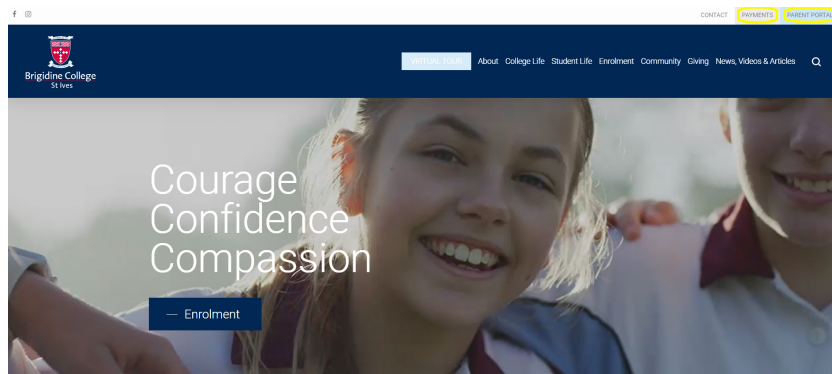 CONTACT PAYMENTS PARENT PORTAL
Brigidine College
St Ives
VIRTUAL TOUR About College Life Student Life Enrolment Community Giving News, Videos & Articles
Courage
Confidence
Compassion
— Enrolment